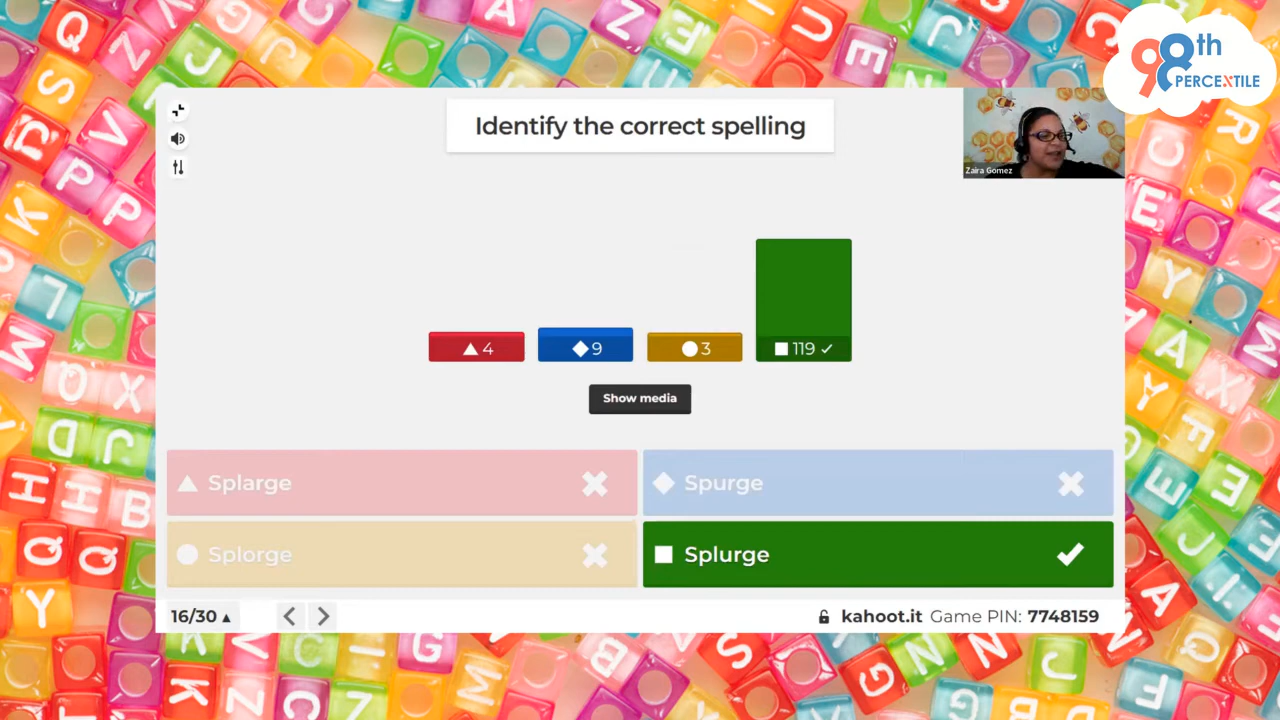 98th
PERCEXTILE
Identify the correct spelling
Zaira Gomez
4
9
3
119
Show media
Splarge
Spurge
Splorge
Splurge
16/30
kahoot.it Game PIN: 7748159